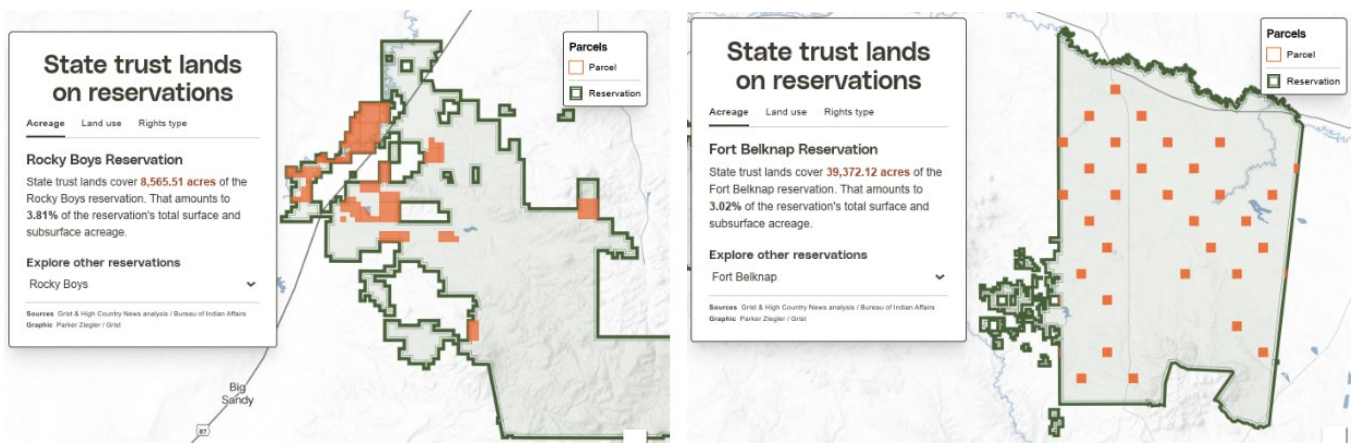 State trust lands
on reservations
Acreage Land use Rights type
Rocky Boys Reservation
State trust lands cover 8,565.51 acres of the
Rocky Boys reservation. That amounts to
3.81% of the reservation's total surface and
subsurface acreage.
Explore other reservations
Rocky Boys
Sources Grist & High Country News analysis / Bureau of Indian Affairs
Graphic Parker Ziegler / Grist
Parcels
Parcel
Reservation
Big
Sandy
87
State trust lands
on reservations
Acreage Land use Rights type
Fort Belknap Reservation
State trust lands cover 39,372.12 acres of the
Fort Belknap reservation. That amounts to
3.02% of the reservation's total surface and
subsurface acreage.
Explore other reservations
Fort Belknap
Sources Grist & High Country News analysis / Bureau of Indian Affairs
Graphic Parker Ziegler / Grist
Parcels
Parcel
Reservation